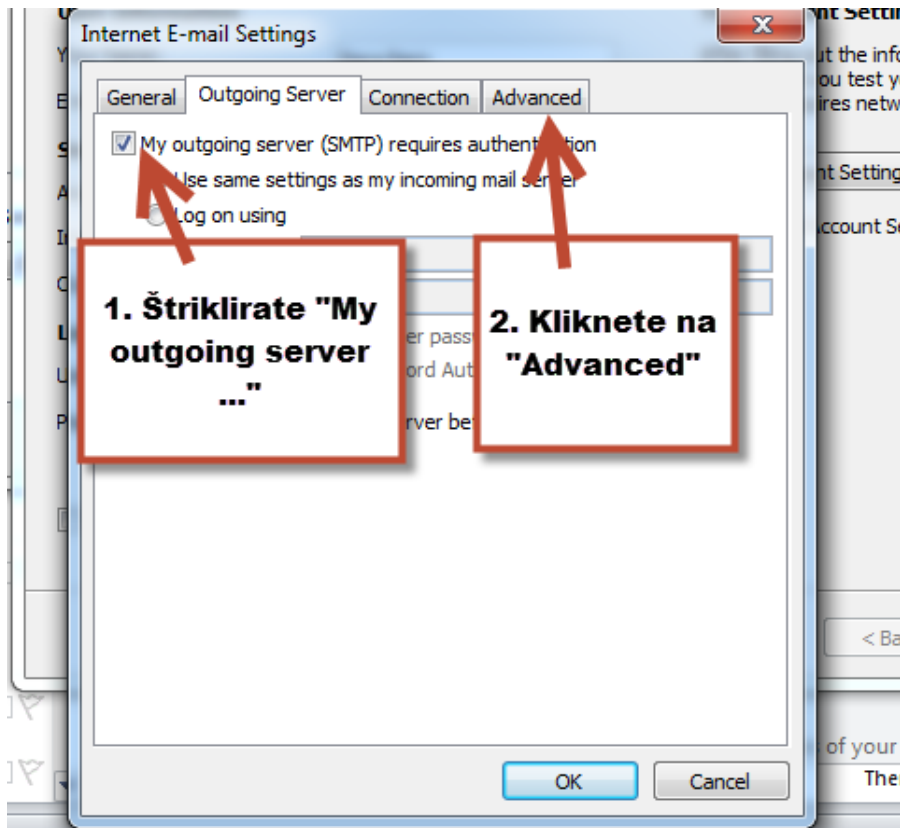 Internet E-mail Settings
General Outgoing Server Connection Advanced
My outgoing server (SMTP) requires
Use same settings as my incoming mail server
Log on using
1. Štriklirate "My
outgoing server
..."
2. Kliknete na
"Advanced"
OK Cancel
of your